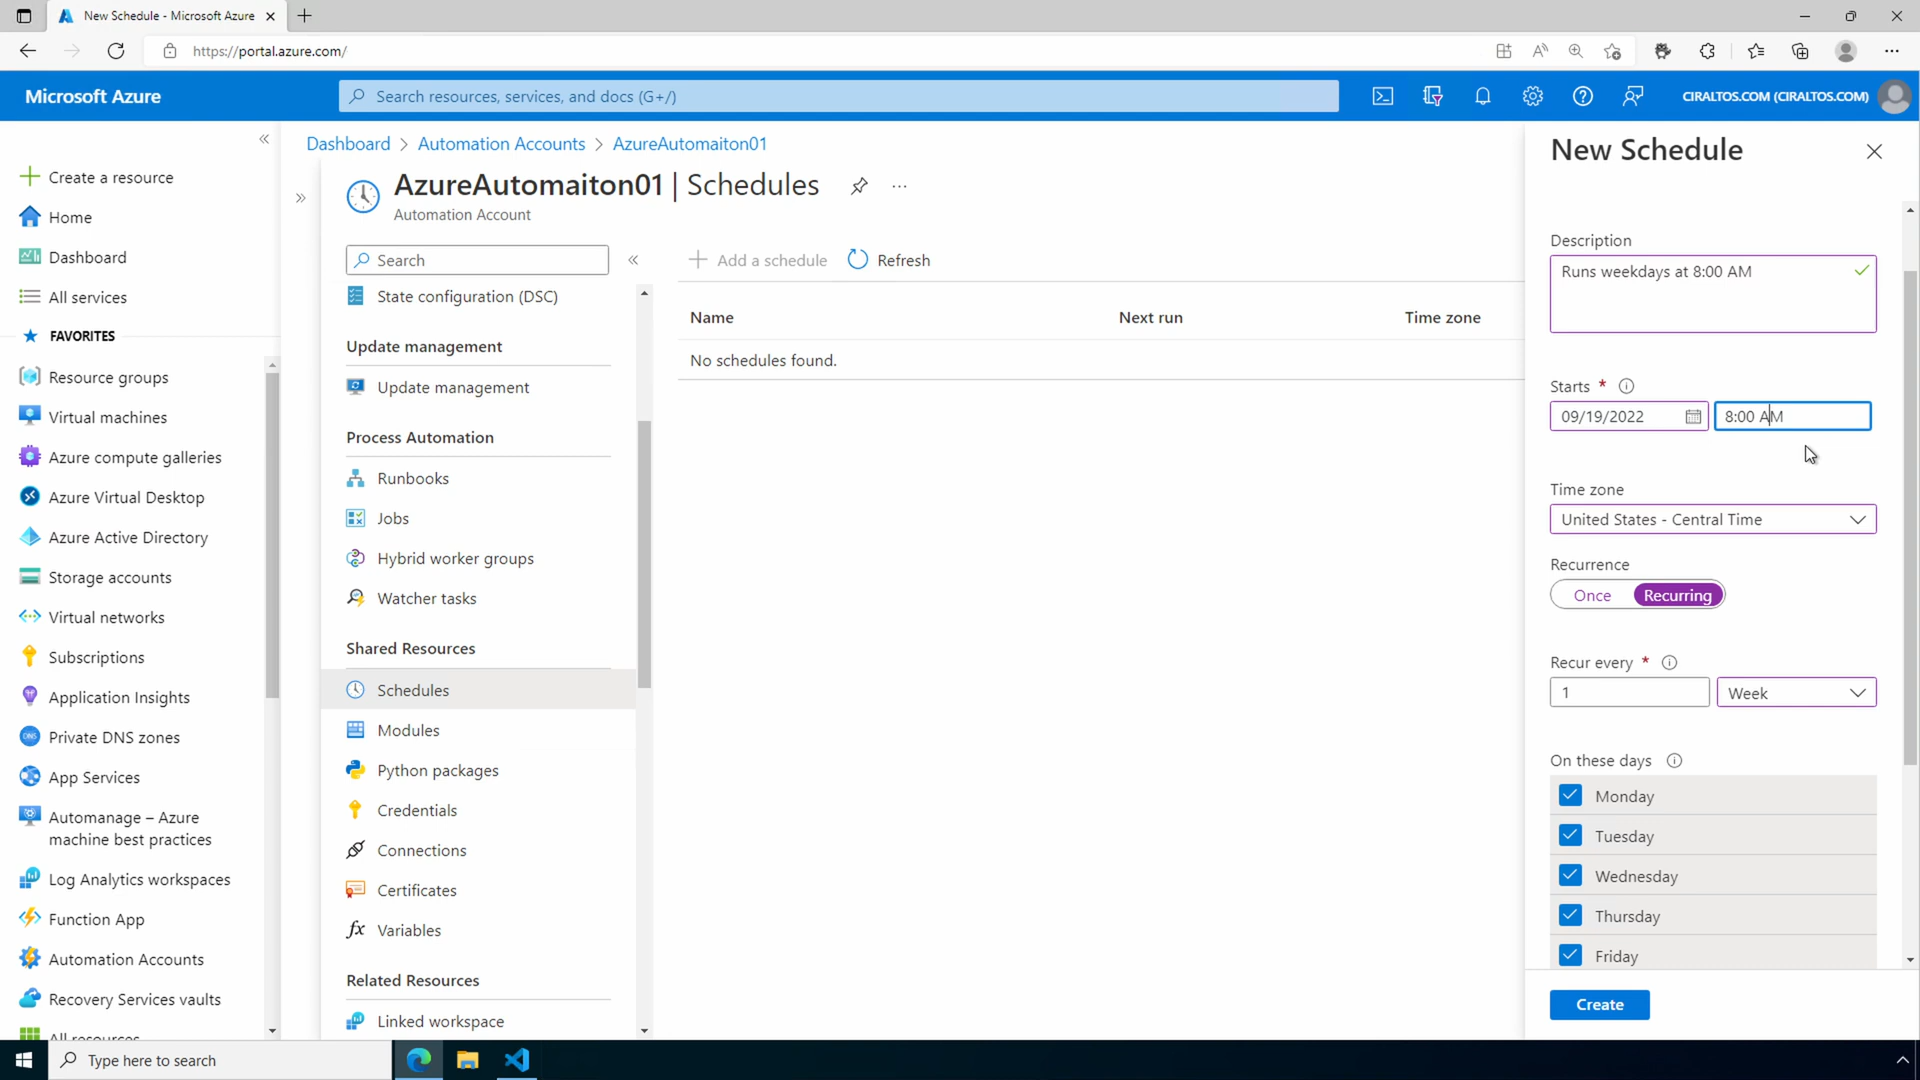 New Schedule - Microsoft Azure
https://portal.azure.com/
Microsoft Azure
Search resources, services, and docs (G+/)
CIRALTOS.COM (CIRALTOS.COM)
Create a resource
Home
Dashboard
All services
FAVORITES
Resource groups
Virtual machines
Azure compute galleries
Azure Virtual Desktop
Azure Active Directory
Storage accounts
Virtual networks
Subscriptions
Application Insights
Private DNS zones
App Services
Automanage – Azure
machine best practices
Log Analytics workspaces
Function App
Automation Accounts
Recovery Services vaults
All resources
Dashboard > Automation Accounts > AzureAutomaiton01
AzureAutomaiton01 | Schedules
Automation Account
Search
State configuration (DSC)
Update management
Update management
Process Automation
Runbooks
Jobs
Hybrid worker groups
Watcher tasks
Shared Resources
Schedules
Modules
Python packages
Credentials
Connections
Certificates
Variables
Related Resources
Linked workspace
Add a schedule Refresh
Name Next run Time zone
No schedules found.
New Schedule
Description
Runs weekdays at 8:00 AM
Starts *
09/19/2022 8:00 AM
Time zone
United States - Central Time
Recurrence
Once Recurring
Recur every *
1 Week
On these days
Monday
Tuesday
Wednesday
Thursday
Friday
Create
Type here to search